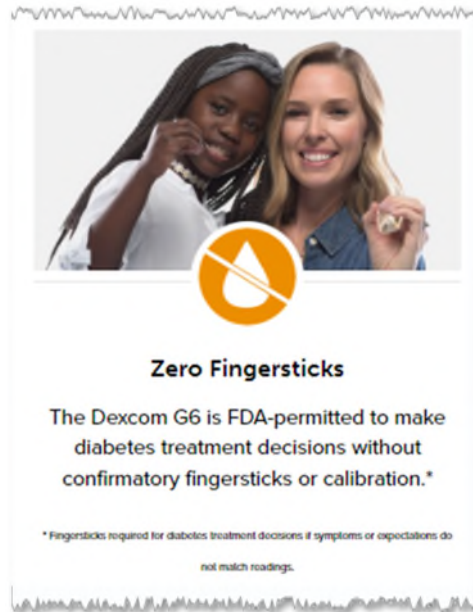 Zero Fingersticks
The Dexcom G6 is FDA-permitted to make
diabetes treatment decisions without
confirmatory fingersticks or calibration.*
* Fingersticks required for diabetes treatment decisions if symptoms or expectations do
not match readings.